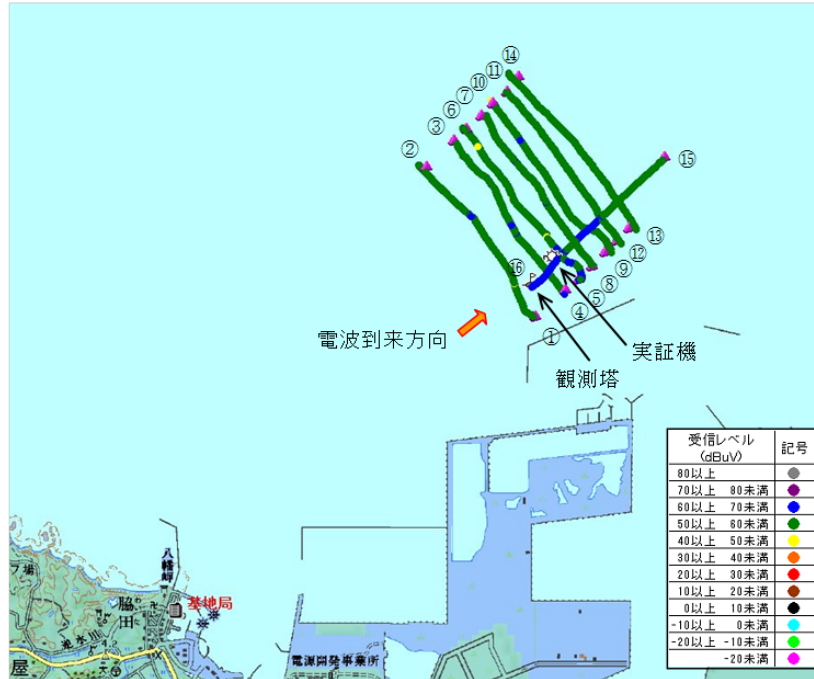 ⑭
⑪
⑩
⑦
⑥
③
②
⑮
⑬
⑫
⑨
⑧
⑤
④
①
⑯
電波到来方向
実証機
観測塔
受信レベル
(dBuV)
記号
80以上
70以上 80未満
60以上 70未満
50以上 60未満
40以上 50未満
30以上 40未満
20以上 30未満
10以上 20未満
0以上 10未満
-10以上 0未満
-20以上 -10未満
-20未満
八幡岬
フ場
脇田
基地局
屋
電源開発事業所